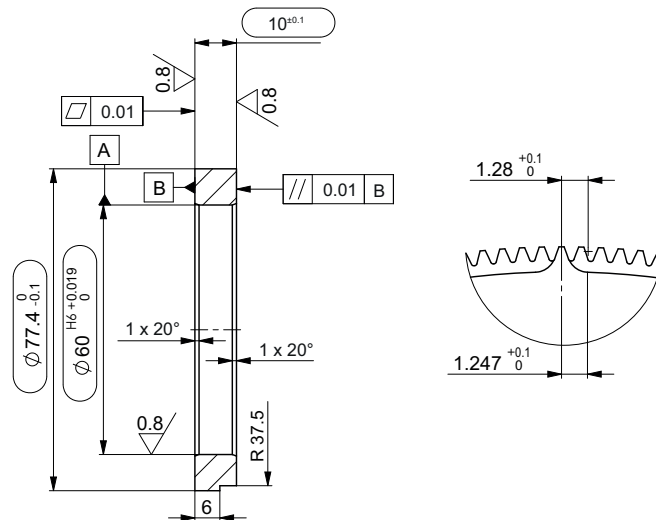 10±0.1
0.8
0.8
0.01
A
B
// 0.01 B
1.28 +0.1 0
Ø77.4 0 -0.1
Ø60 H6 +0.019 0
1 x 20°
1 x 20°
1.247 +0.1 0
0.8
R 37.5
6